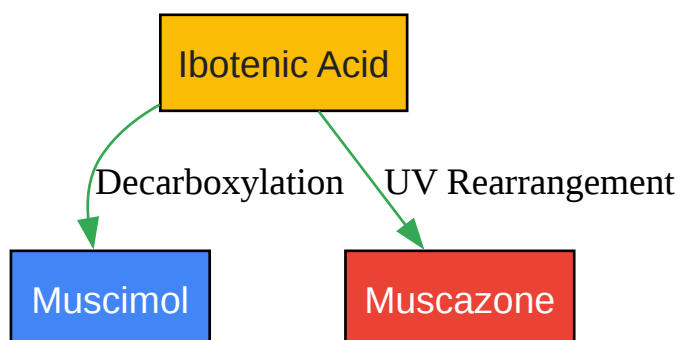 Ibotenic Acid
Decarboxylation
UV Rearrangement
Muscimol
Muscazone